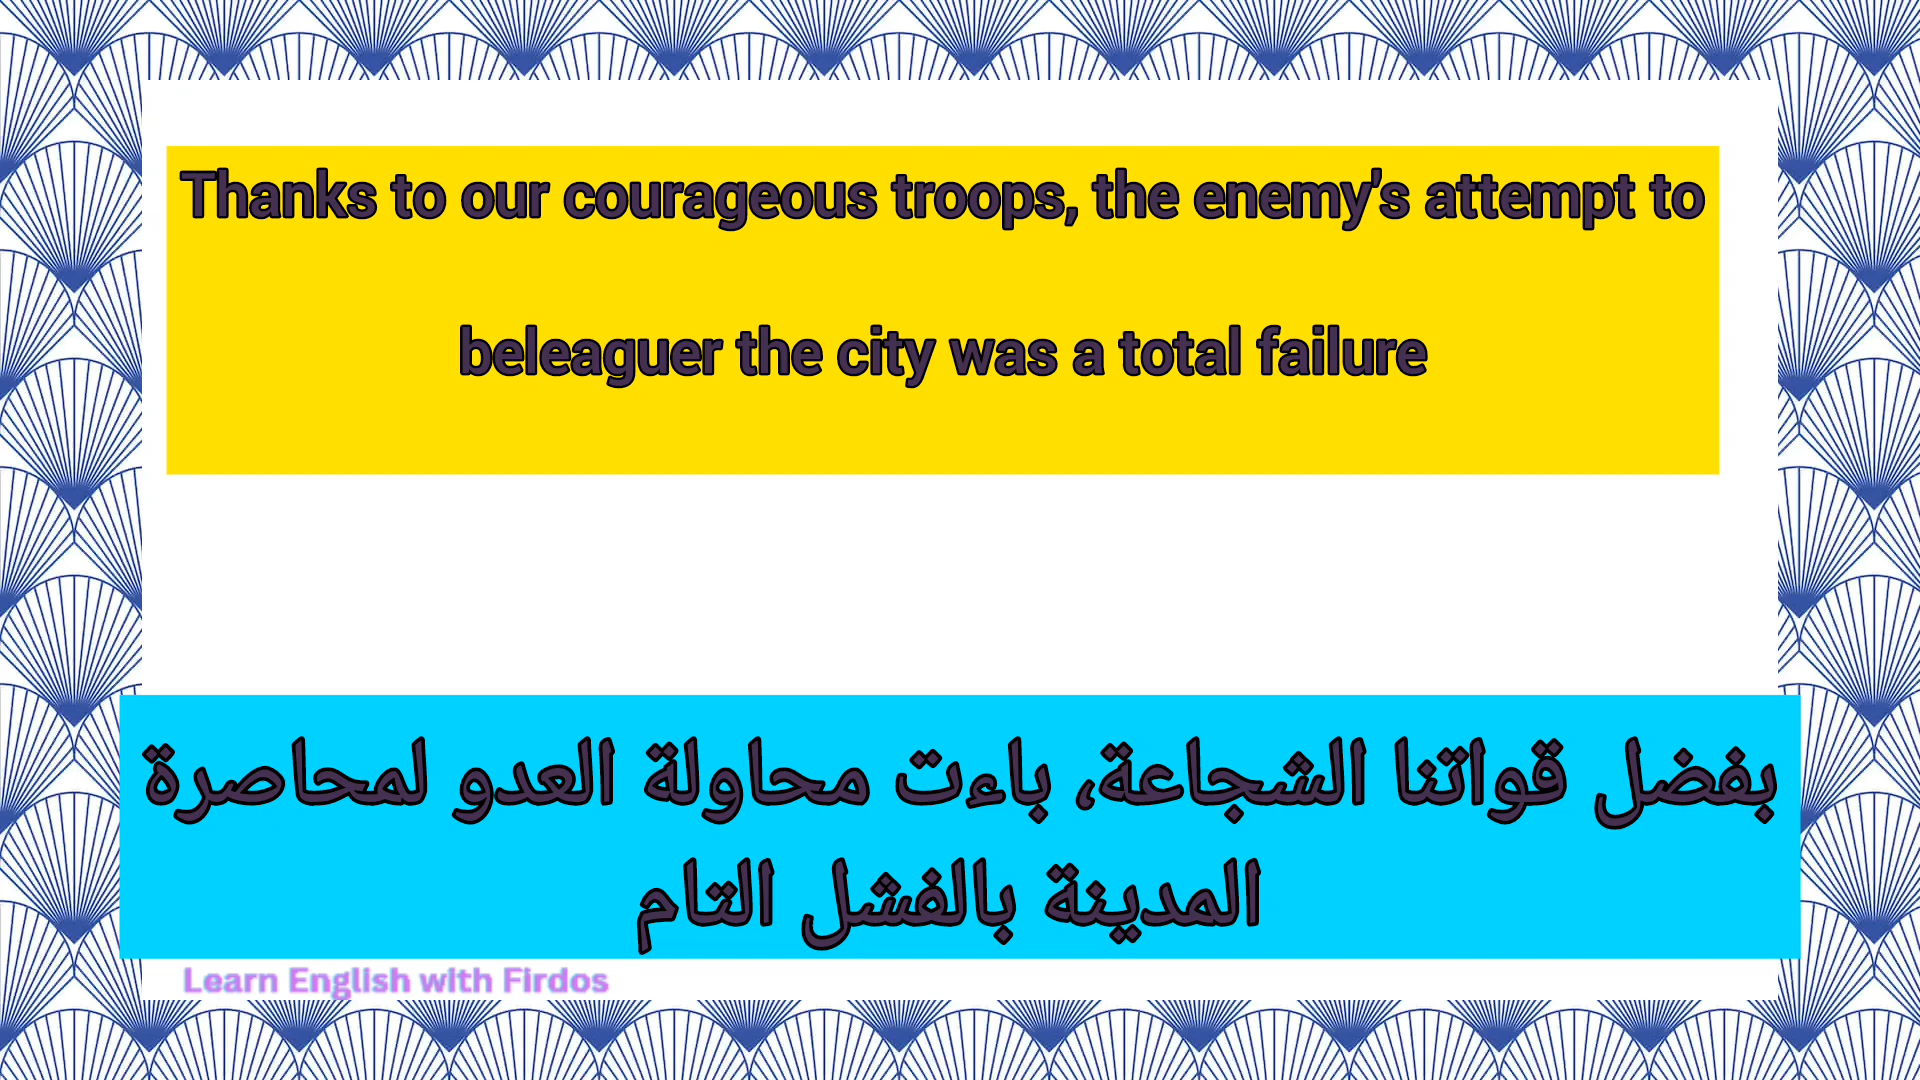 Thanks to our courageous troops, the enemy's attempt to
beleaguer the city was a total failure
بفضل قواتنا الشجاعة، باءت محاولة العدو لمحاصرة
المدينة بالفشل التام
Learn English with Firdos